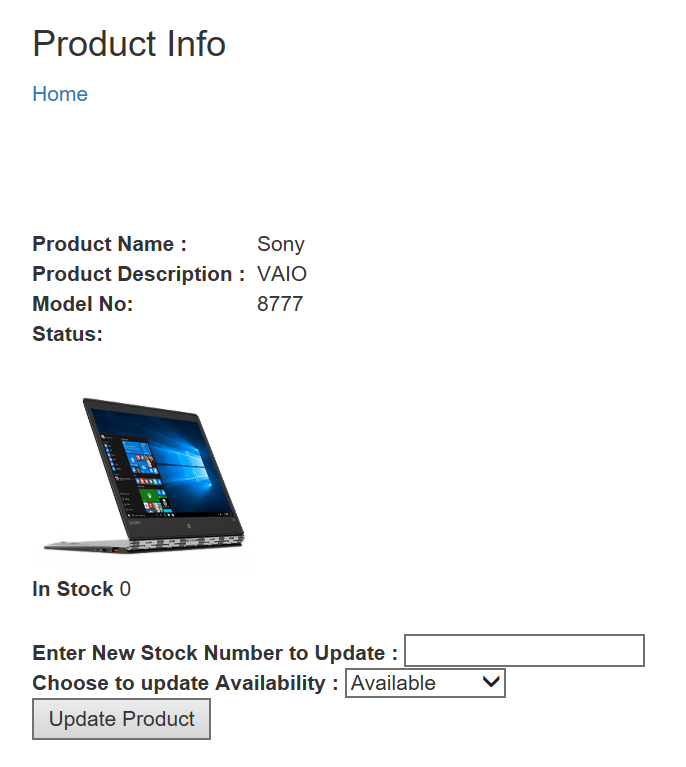 Product Info
Home
Product Name : Sony
Product Description : VAIO
Model No: 8777
Status:
In Stock 0
Enter New Stock Number to Update :
Choose to update Availability : Available
Update Product